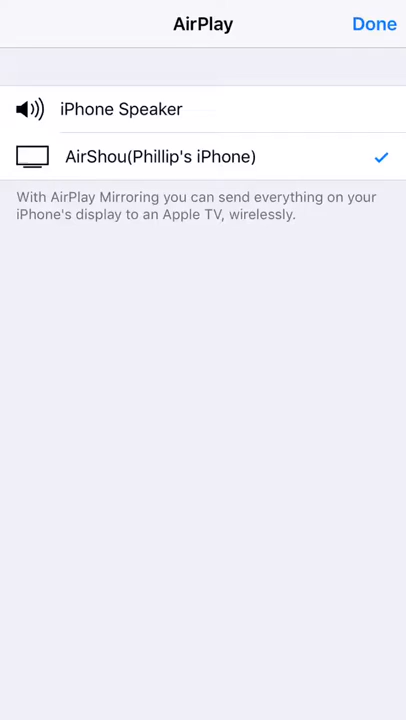 AirPlay
Done
iPhone Speaker
AirShou(Phillip's iPhone)
With AirPlay Mirroring you can send everything on your
iPhone's display to an Apple TV, wirelessly.